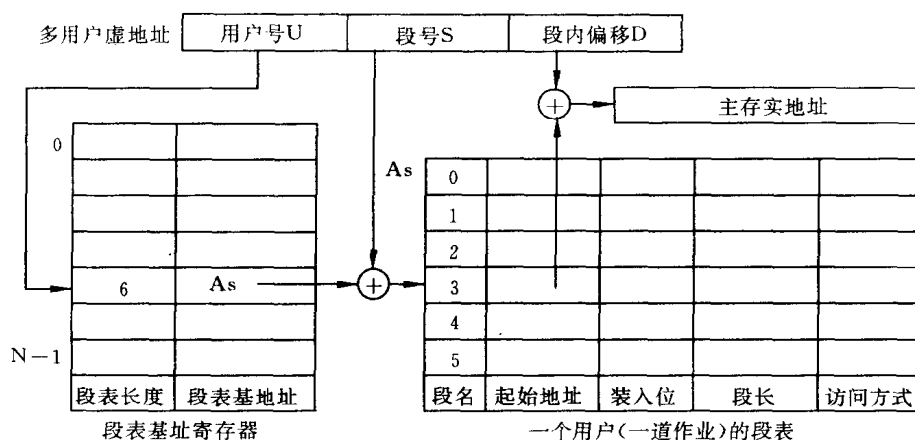 多用户虚地址 用户号U 段号S 段内偏移D
主存实地址
0
As
0
1
2
6 As 3
4
N-1
5
段表长度 段表基地址 段名 起始地址 装入位 段长 访问方式
段表基址寄存器 一个用户(一道作业)的段表